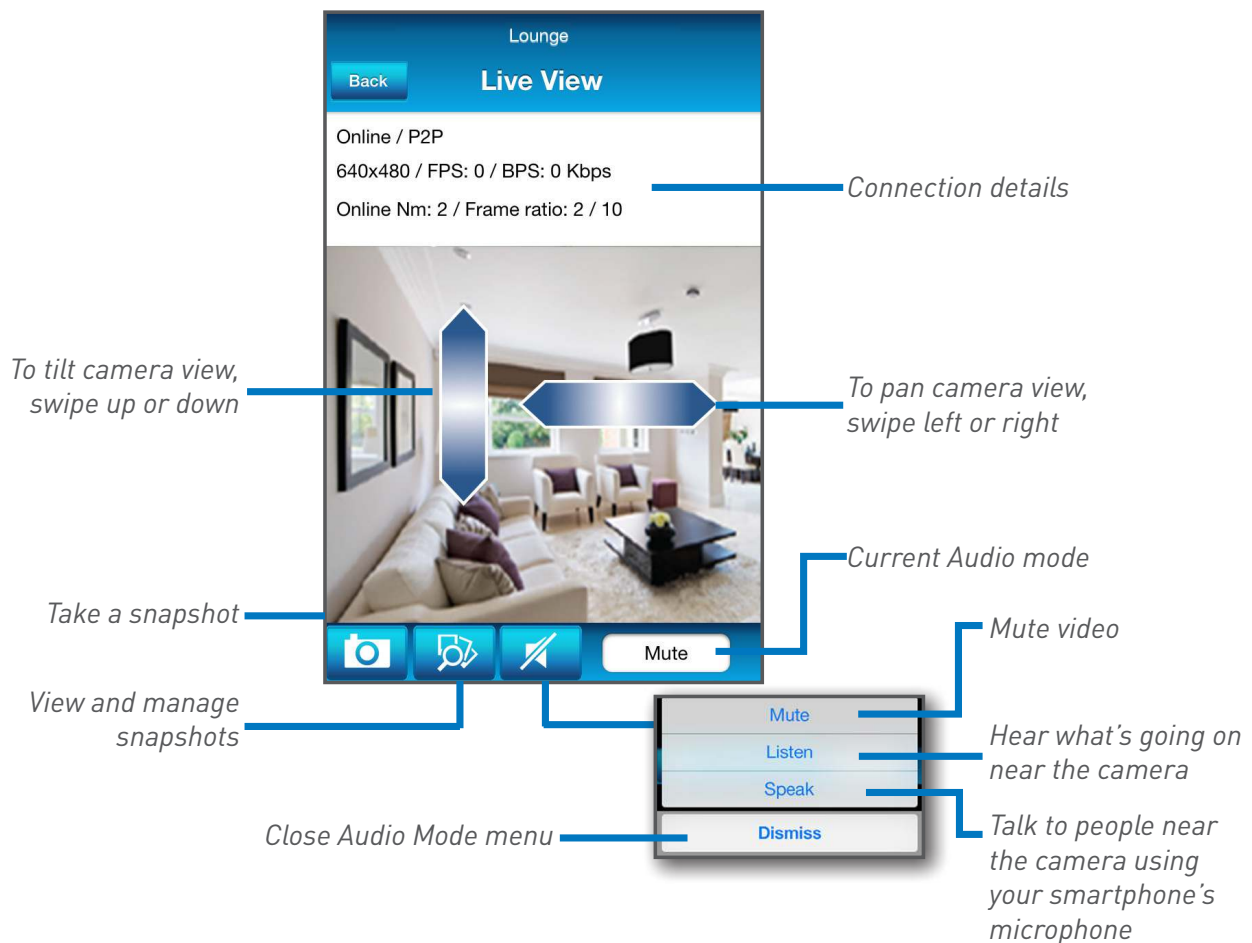 Lounge
Back
Live View
Online / P2P
640x480 / FPS: 0 / BPS: 0 Kbps
Online Nm: 2 / Frame ratio: 2 / 10
Connection details
To tilt camera view,
swipe up or down
To pan camera view,
swipe left or right
Current Audio mode
Take a snapshot
Mute
Mute video
View and manage
snapshots
Mute
Listen
Speak
Dismiss
Hear what's going on
near the camera
Close Audio Mode menu
Talk to people near
the camera using
your smartphone's
microphone